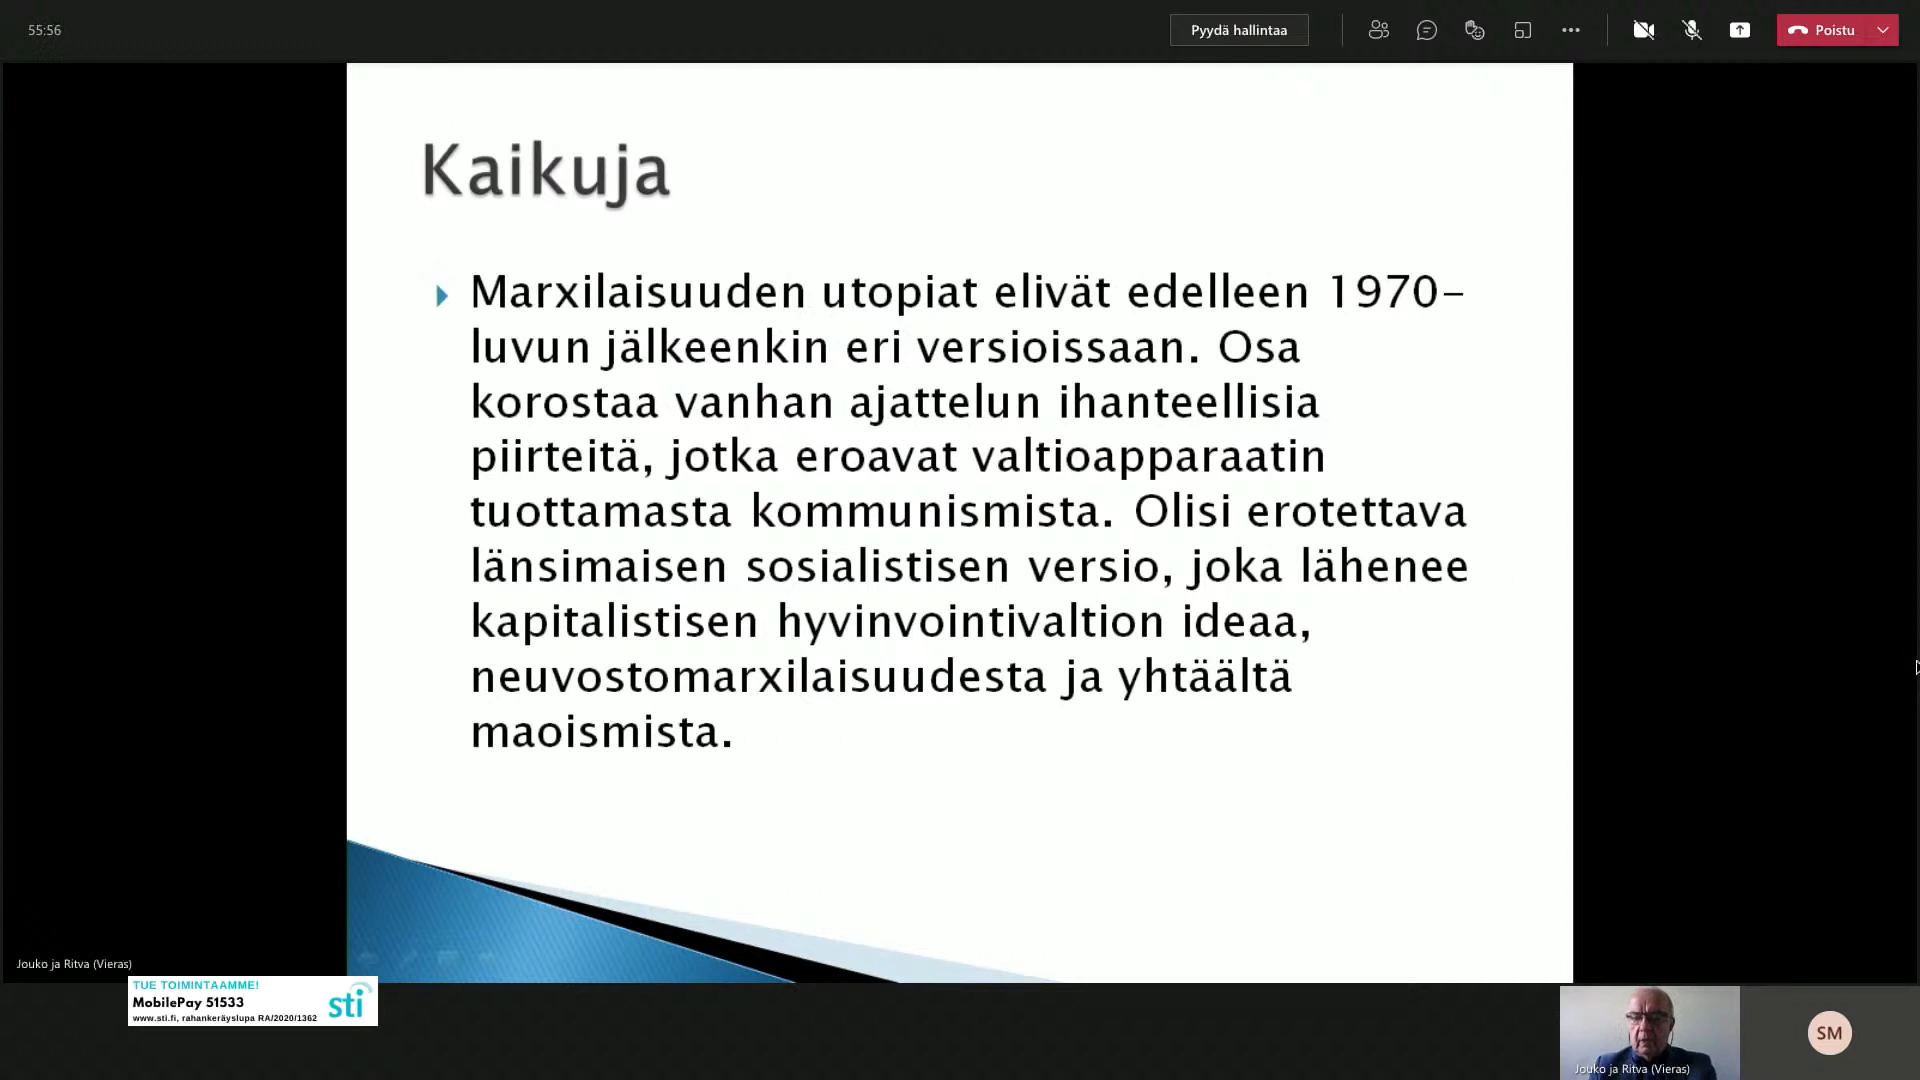 55:56
Pyydä hallintaa
Poistu
Kaikuja
Marxilaisuuden utopiat elivät edelleen 1970-
luvun jälkeenkin eri versioissaan. Osa
korostaa vanhan ajattelun ihanteellisia
piirteitä, jotka eroavat valtioapparaatin
tuottamasta kommunismista. Olisi erotettava
länsimaisen sosialistisen versio, joka lähenee
kapitalistisen hyvinvointivaltion ideaa,
neuvostomarxilaisuudesta ja yhtäältä
maoismista.
Jouko ja Ritva (Vieras)
TUE TOIMINTAAMME!
MobilePay 51533
www.sti.fi, rahankeräyslupa RA/2020/1362
sti
Jouko ja Ritva (Vieras)
SM